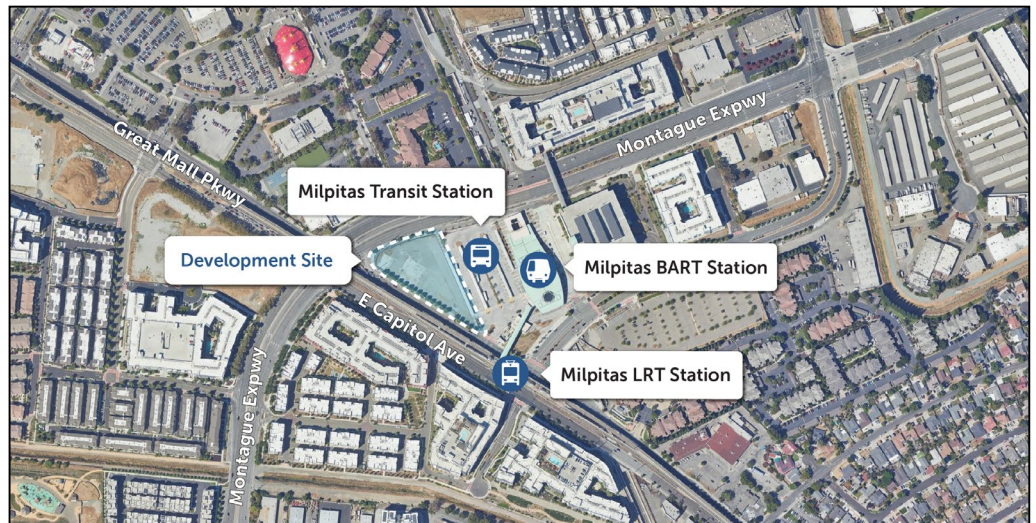 Great Mall Pkwy
Montague Expwy
Milpitas Transit Station
Development Site
Milpitas BART Station
E Capitol Ave
Milpitas LRT Station
Montague Expwy